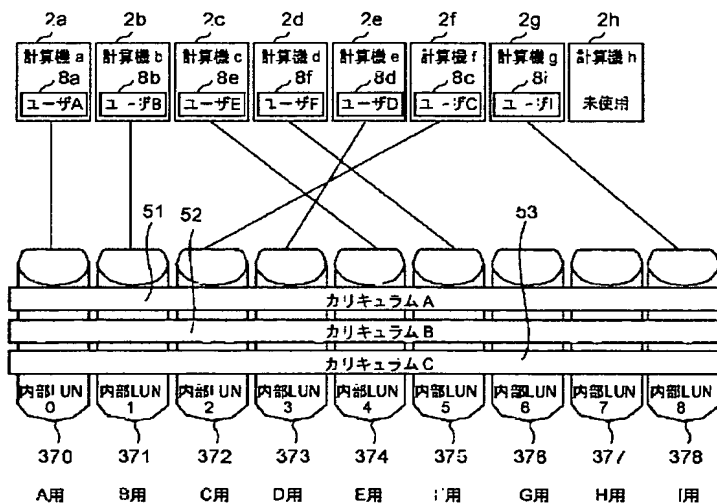 2a 2b 2c 2d 2e 2f 2g 2h
計算機a 計算機b 計算機c 計算機d 計算機e 計算機f 計算機g 計算機h
8a 8b 8e 8f 8d 8c 8i
ユーザA ユーザB ユーザE ユーザF ユーザD ユーザC ユーザI 未使用
51 52 53
カリキュラムA
カリキュラムB
カリキュラムC
内部LUN 内部LUN 内部LUN 内部LUN 内部LUN 内部LUN 内部LUN 内部LUN 内部LUN
0 1 2 3 4 5 6 7 8
370 371 372 373 374 375 376 377 378
A用 B用 C用 D用 E用 F用 G用 H用 I用